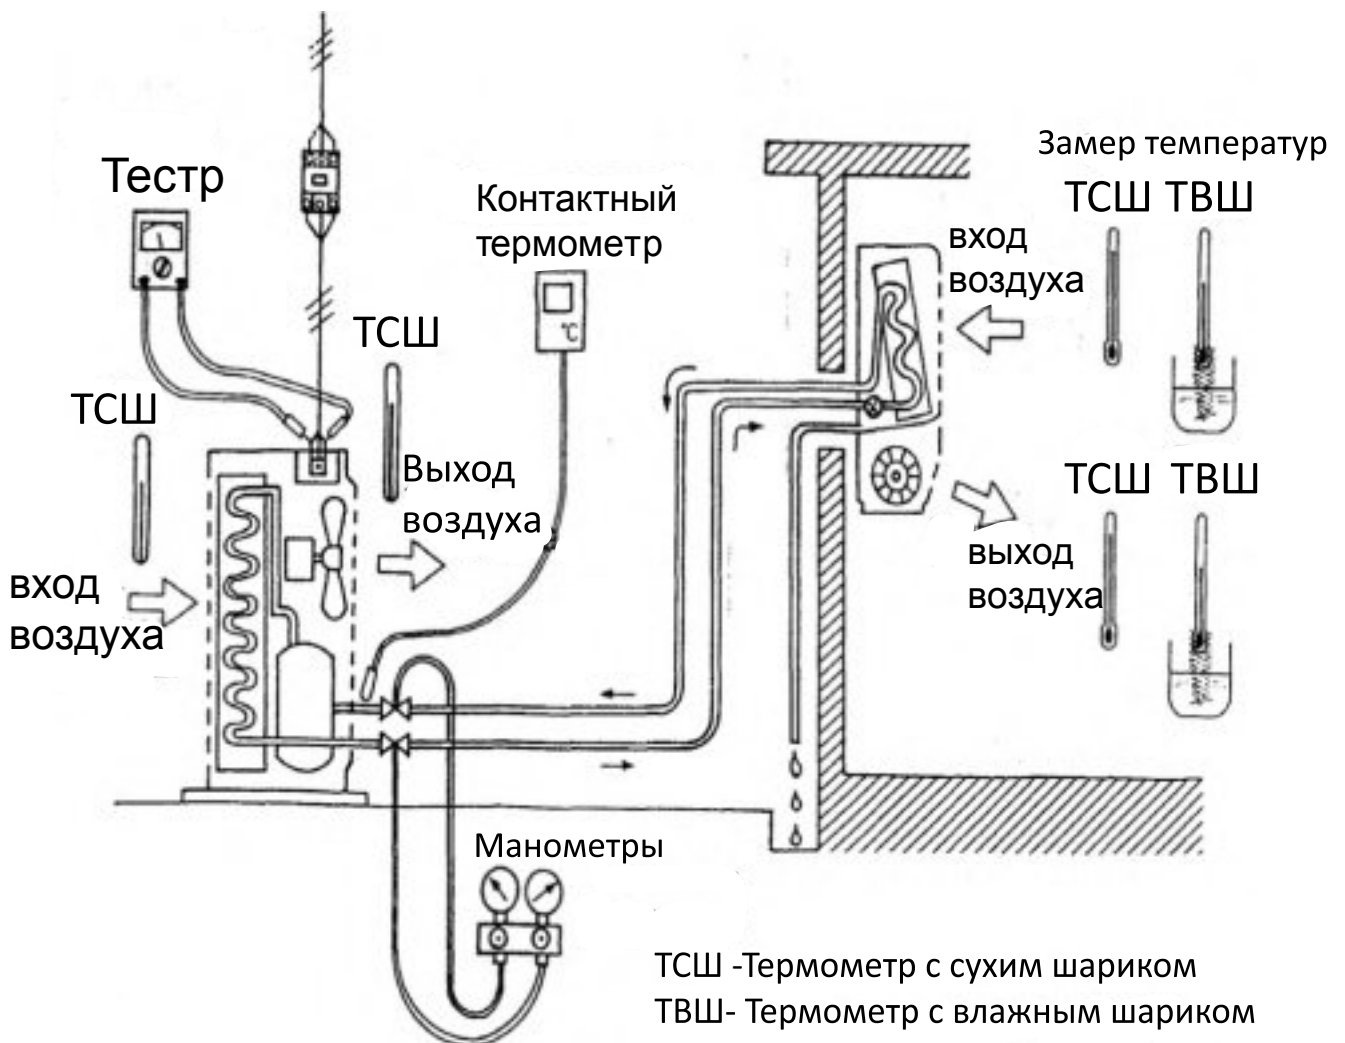 Замер температур
Тестр
ТСШ ТВШ
Контактный
термометр
вход
воздуха
ТСШ
ТСШ
Выход
воздуха
ТСШ ТВШ
выход
воздуха
вход
воздуха
°C
Манометры
ТСШ -Термометр с сухим шариком
ТВШ- Термометр с влажным шариком